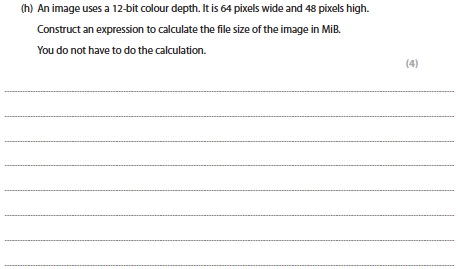 (h) An image uses a 12-bit colour depth. It is 64 pixels wide and 48 pixels high.
Construct an expression to calculate the file size of the image in MiB.
You do not have to do the calculation.
(4)